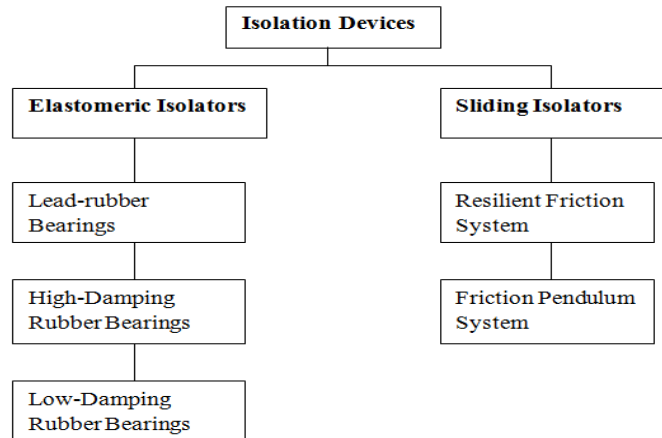 Isolation Devices
Elastomeric Isolators
Sliding Isolators
Lead-rubber
Bearings
Resilient Friction
System
High-Damping
Rubber Bearings
Friction Pendulum
System
Low-Damping
Rubber Bearings